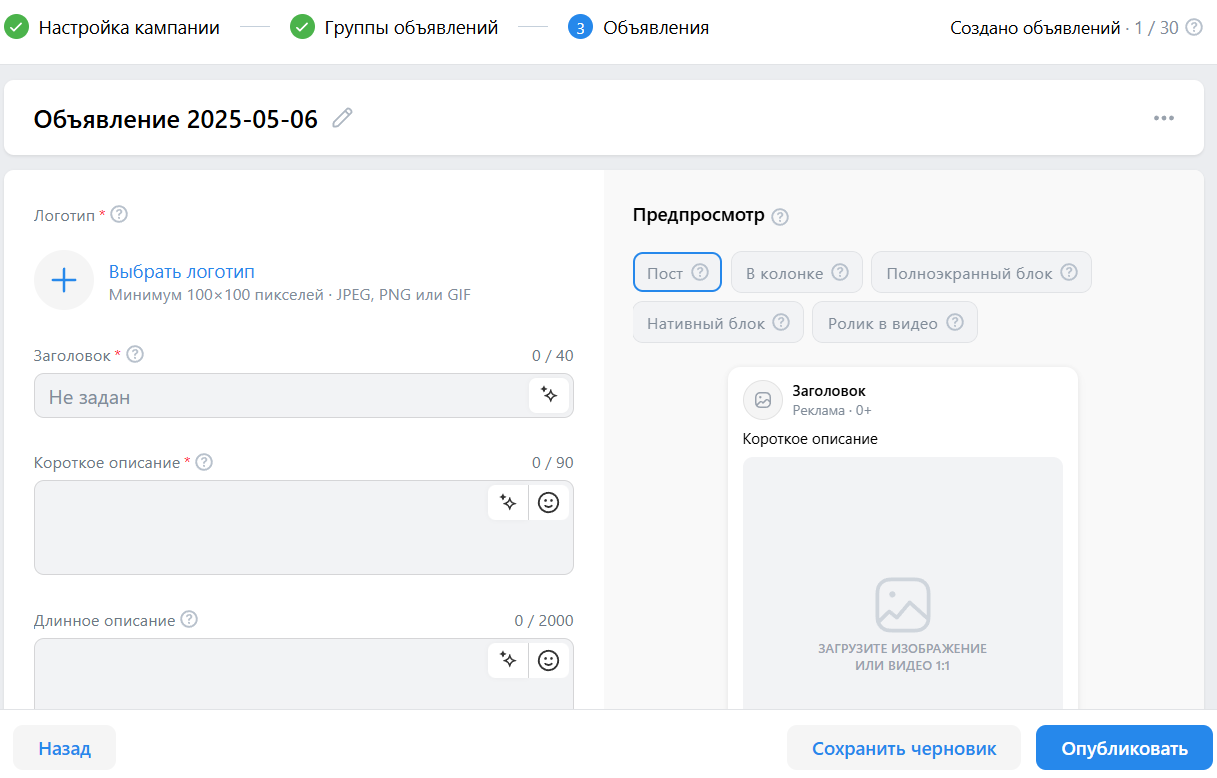 Настройка кампании
Группы объявлений
3 Объявления
Создано объявлений · 1 / 30 ?
Объявление 2025-05-06
Логотип * ?
Выбрать логотип
Минимум 100×100 пикселей · JPEG, PNG или GIF
Заголовок * ?
0 / 40
Не задан
Короткое описание * ?
0 / 90
Длинное описание ?
0 / 2000
Предпросмотр ?
Пост ?
В колонке ?
Полноэкранный блок ?
Нативный блок ?
Ролик в видео ?
Заголовок
Реклама · 0+
Короткое описание
ЗАГРУЗИТЕ ИЗОБРАЖЕНИЕ
ИЛИ ВИДЕО 1:1
Назад
Сохранить черновик
Опубликовать